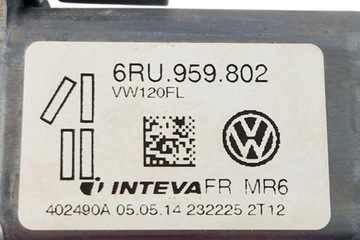 6RU.959.802
VW120FL
INTEVA FR MR6
402490A 05.05.14 232225 2T12